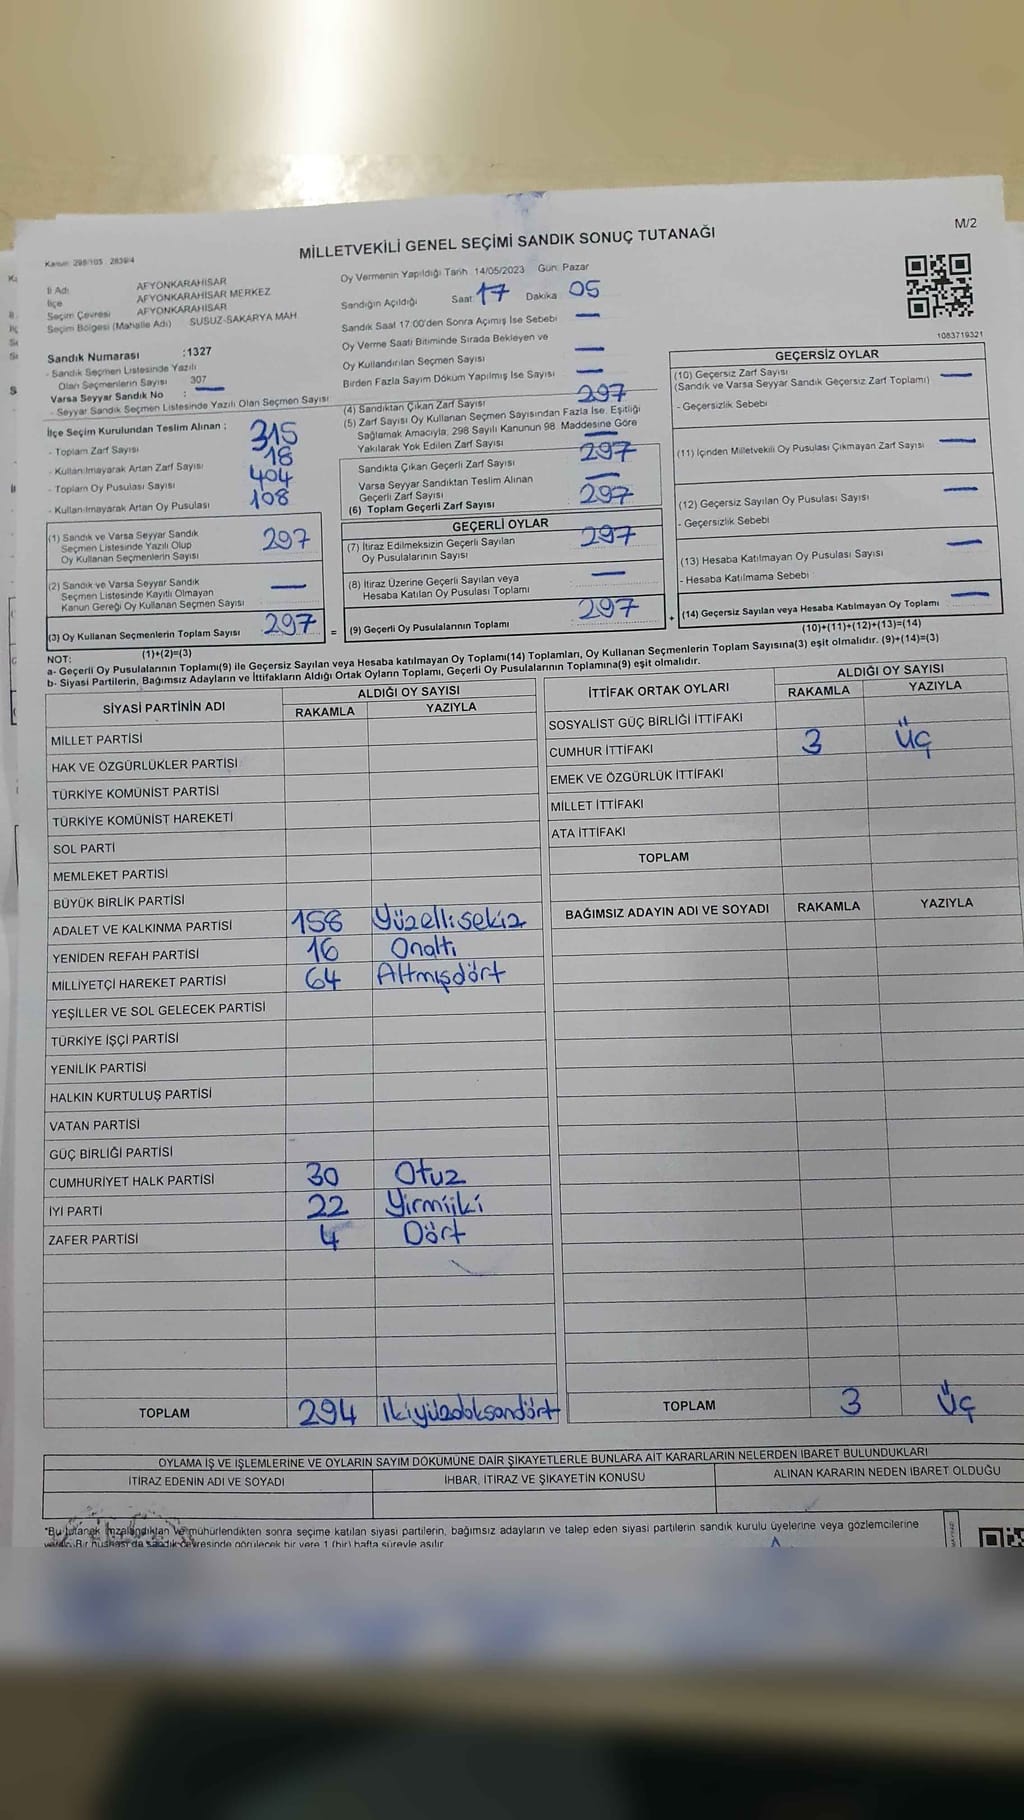 M/2
MİLLETVEKİLİ GENEL SEÇİMİ SANDIK SONUÇ TUTANAĞI
Kanun: 298/105, 2839/4
İl Adı AFYONKARAHİSAR
İlçe AFYONKARAHİSAR MERKEZ
Seçim Çevresi AFYONKARAHİSAR
Seçim Bölgesi (Mahalle Adı) SUSUZ-SAKARYA MAH
Sandık Numarası :1327
- Sandık Seçmen Listesinde Yazılı
Olan Seçmenlerin Sayısı 307
Varsa Seyyar Sandık No : —
- Seyyar Sandık Seçmen Listesinde Yazılı Olan Seçmen Sayısı
İlçe Seçim Kurulundan Teslim Alınan :
- Toplam Zarf Sayısı 315
- Kullanılmayarak Artan Zarf Sayısı 18
- Toplam Oy Pusulası Sayısı 404
- Kullanılmayarak Artan Oy Pusulası 108
(1) Sandık ve Varsa Seyyar Sandık
Seçmen Listesinde Yazılı Olup
Oy Kullanan Seçmenlerin Sayısı 297
(2) Sandık ve Varsa Seyyar Sandık
Seçmen Listesinde Kayıtlı Olmayan
Kanun Gereği Oy Kullanan Seçmen Sayısı —
(3) Oy Kullanan Seçmenlerin Toplam Sayısı 297
(1)+(2)=(3)
Oy Vermenin Yapıldığı Tarih 14/05/2023 Gün: Pazar
Sandığın Açıldığı Saat 17 Dakika 05
Sandık Saat 17:00'den Sonra Açımış İse Sebebi —
Oy Verme Saati Bitiminde Sırada Bekleyen ve
Oy Kullandırılan Seçmen Sayısı —
Birden Fazla Sayım Döküm Yapılmış İse Sayısı —
(4) Sandıktan Çıkan Zarf Sayısı 297
(5) Zarf Sayısı Oy Kullanan Seçmen Sayısından Fazla İse, Eşitliği
Sağlamak Amacıyla, 298 Sayılı Kanunun 98. Maddesine Göre
Yakılarak Yok Edilen Zarf Sayısı —
Sandıkta Çıkan Geçerli Zarf Sayısı 297
Varsa Seyyar Sandıktan Teslim Alınan
Geçerli Zarf Sayısı —
(6) Toplam Geçerli Zarf Sayısı 297
GEÇERLİ OYLAR
(7) İtiraz Edilmeksizin Geçerli Sayılan
Oy Pusulalarının Sayısı 297
(8) İtiraz Üzerine Geçerli Sayılan veya
Hesaba Katılan Oy Pusulası Toplamı —
= (9) Geçerli Oy Pusulalarının Toplamı 297 +
1083719321
GEÇERSİZ OYLAR
(10) Geçersiz Zarf Sayısı
(Sandık ve Varsa Seyyar Sandık Geçersiz Zarf Toplamı) —
- Geçersizlik Sebebi
(11) İçinden Milletvekili Oy Pusulası Çıkmayan Zarf Sayısı —
(12) Geçersiz Sayılan Oy Pusulası Sayısı —
- Geçersizlik Sebebi
(13) Hesaba Katılmayan Oy Pusulası Sayısı —
- Hesaba Katılmama Sebebi
(14) Geçersiz Sayılan veya Hesaba Katılmayan Oy Toplamı —
(10)+(11)+(12)+(13)=(14)
NOT:
a- Geçerli Oy Pusulalarının Toplamı(9) ile Geçersiz Sayılan veya Hesaba katılmayan Oy Toplamı(14) Toplamları, Oy Kullanan Seçmenlerin Toplam Sayısına(3) eşit olmalıdır. (9)+(14)=(3)
b- Siyasi Partilerin, Bağımsız Adayların ve İttifakların Aldığı Ortak Oyların Toplamı, Geçerli Oy Pusulalarının Toplamına(9) eşit olmalıdır.
SİYASİ PARTİNİN ADI ALDIĞI OY SAYISI
RAKAMLA YAZIYLA
MİLLET PARTİSİ
HAK VE ÖZGÜRLÜKLER PARTİSİ
TÜRKİYE KOMÜNİST PARTİSİ
TÜRKİYE KOMÜNİST HAREKETİ
SOL PARTİ
MEMLEKET PARTİSİ
BÜYÜK BİRLİK PARTİSİ
ADALET VE KALKINMA PARTİSİ 158 Yüzellisekiz
YENİDEN REFAH PARTİSİ 16 Onaltı
MİLLİYETÇİ HAREKET PARTİSİ 64 Altmışdört
YEŞİLLER VE SOL GELECEK PARTİSİ
TÜRKİYE İŞÇİ PARTİSİ
YENİLİK PARTİSİ
HALKIN KURTULUŞ PARTİSİ
VATAN PARTİSİ
GÜÇ BİRLİĞİ PARTİSİ
CUMHURİYET HALK PARTİSİ 30 Otuz
İYİ PARTİ 22 Yirmiiki
ZAFER PARTİSİ 4 Dört
TOPLAM 294 İkiyüzdoksandört
İTTİFAK ORTAK OYLARI ALDIĞI OY SAYISI
RAKAMLA YAZIYLA
SOSYALİST GÜÇ BİRLİĞİ İTTİFAKI
CUMHUR İTTİFAKI 3 Üç
EMEK VE ÖZGÜRLÜK İTTİFAKI
MİLLET İTTİFAKI
ATA İTTİFAKI
TOPLAM
BAĞIMSIZ ADAYIN ADI VE SOYADI RAKAMLA YAZIYLA
TOPLAM 3 Üç
OYLAMA İŞ VE İŞLEMLERİNE VE OYLARIN SAYIM DÖKÜMÜNE DAİR ŞİKAYETLERLE BUNLARA AİT KARARLARIN NELERDEN İBARET BULUNDUKLARI
İTİRAZ EDENİN ADI VE SOYADI İHBAR, İTİRAZ VE ŞİKAYETİN KONUSU ALINAN KARARIN NEDEN İBARET OLDUĞU
*Bu tutanak imzalandıktan ve mühürlendikten sonra seçime katılan siyasi partilerin, bağımsız adayların ve talep eden siyasi partilerin sandık kurulu üyelerine veya gözlemcilerine
verilir. Bir nüshası da sandık çevresinde görülecek bir yere 1 (bir) hafta süreyle asılır.